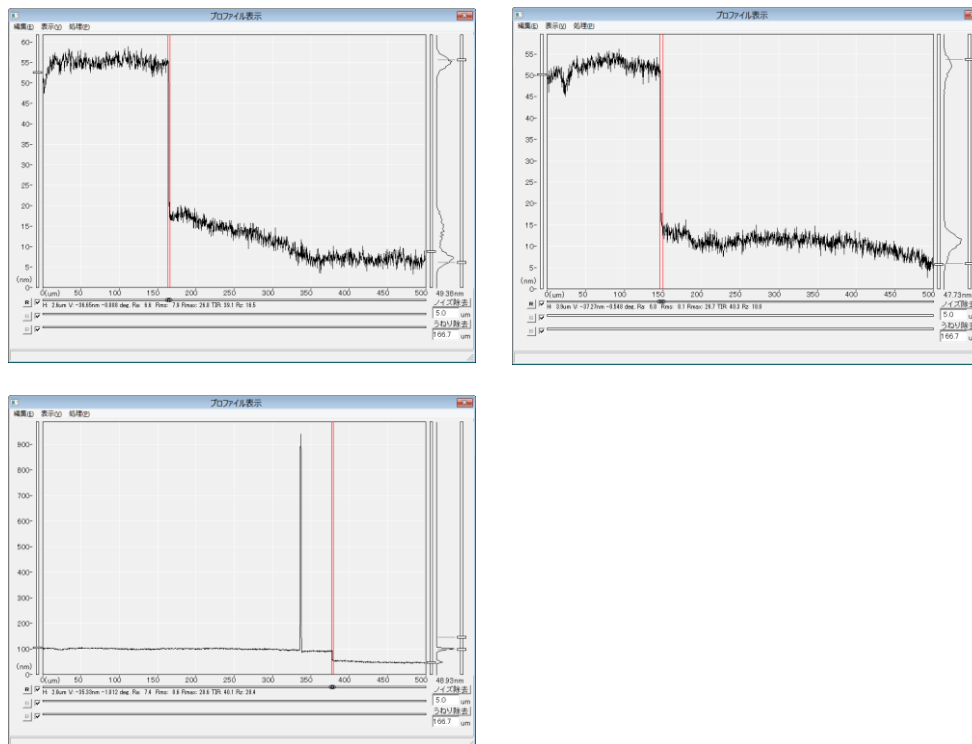 プロファイル表示
編集(E) 表示(V) 処理(P)
60-
55-
50-
45-
40-
35-
30-
25-
20-
15-
10-
5-
(nm)
0-
0(um) 50 100 150 200 250 300 350 400 450 500
49.38nm
R H: 2.9um V: -36.65nm
ノイズ除去
5.0 um
うねり除去
166.7 um
プロファイル表示
編集(E) 表示(V) 処理(P)
55-
50-
45-
40-
35-
30-
25-
20-
15-
10-
5-
(nm)
0-
0(um) 50 100 150 200 250 300 350 400 450 500
47.73nm
V: -37.27nm
ノイズ除去
5.0 u
うねり除去
166.7 u
プロファイル表示
編集(E) 表示(V) 処理(P)
900-
800-
700-
600-
500-
400-
300-
200-
100-
(nm)
0-
0(um) 50 100 150 200 250 300 350 400 450 500
48.93nm
ノイズ除去
5.0 um
うねり除去
166.7 um